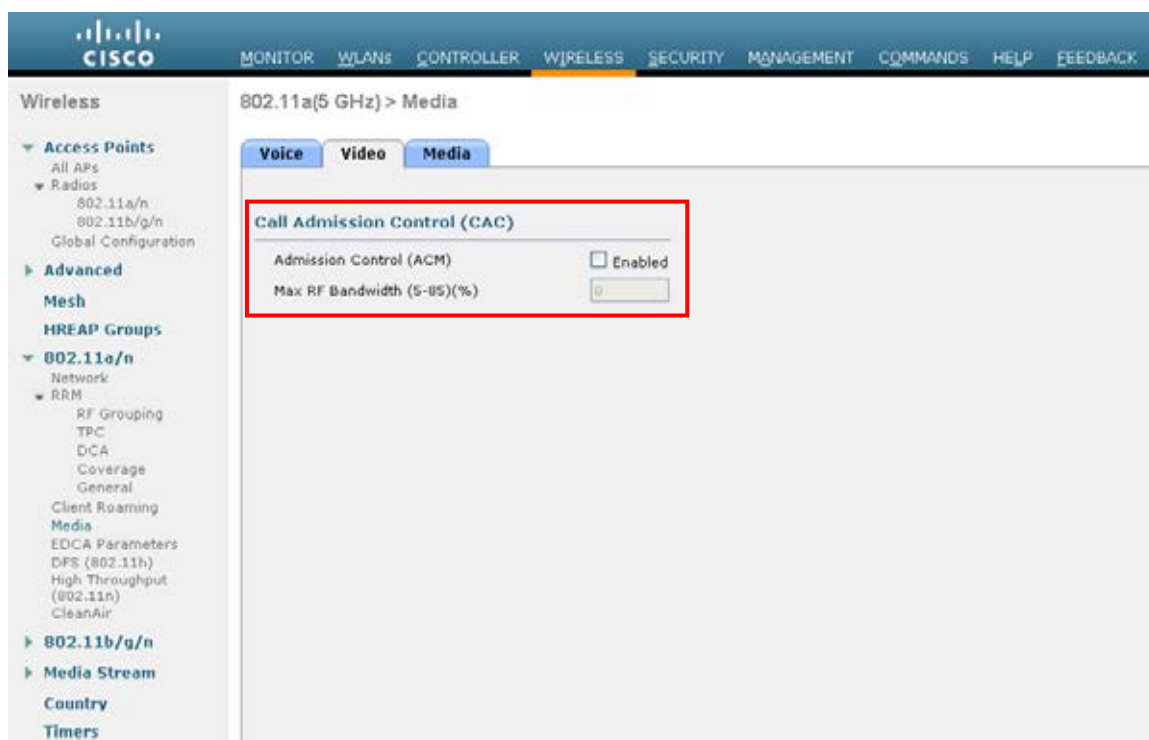 CISCO
MONITOR WLANs CONTROLLER WIRELESS SECURITY MANAGEMENT COMMANDS HELP FEEDBACK
Wireless
Access Points
All APs
Radios
802.11a/n
802.11b/g/n
Global Configuration
Advanced
Mesh
HREAP Groups
802.11a/n
Network
RRM
RF Grouping
TPC
DCA
Coverage
General
Client Roaming
Media
EDCA Parameters
DFS (802.11h)
High Throughput
(802.11n)
CleanAir
802.11b/g/n
Media Stream
Country
Timers
802.11a(5 GHz) > Media
Voice Video Media
Call Admission Control (CAC)
Admission Control (ACM) Enabled
Max RF Bandwidth (5-85)(%) 0